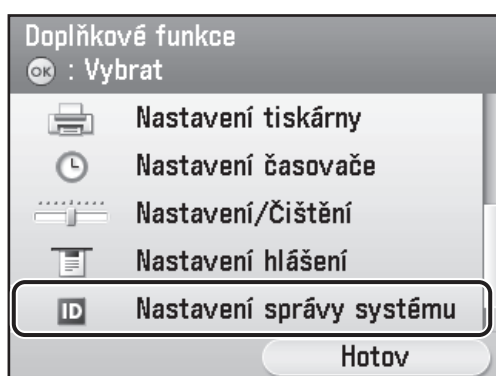 Doplňkové funkce
OK : Vybrat
Nastavení tiskárny
Nastavení časovače
Nastavení/Čištění
Nastavení hlášení
ID Nastavení správy systému
Hotov